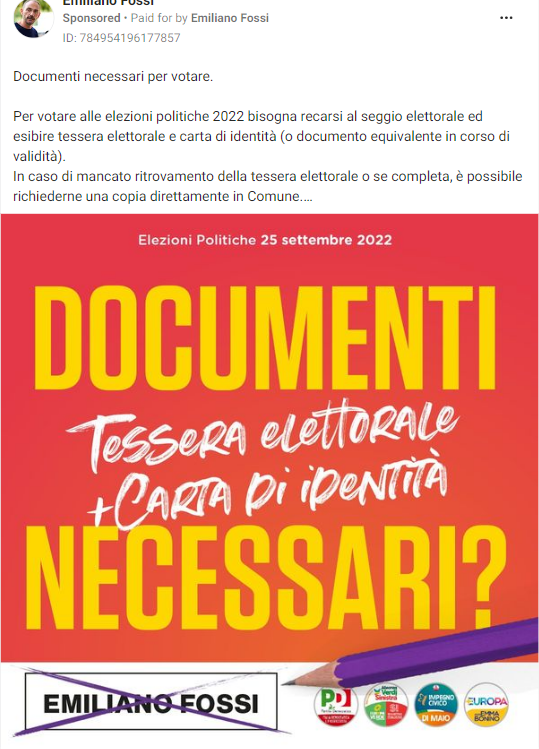 Emiliano Fossi
Sponsored • Paid for by Emiliano Fossi
ID: 784954196177857
Documenti necessari per votare.
Per votare alle elezioni politiche 2022 bisogna recarsi al seggio elettorale ed
esibire tessera elettorale e carta di identità (o documento equivalente in corso di
validità).
In caso di mancato ritrovamento della tessera elettorale o se completa, è possibile
richiederne una copia direttamente in Comune....
Elezioni Politiche 25 settembre 2022
DOCUMENTI
TESSERA ELETTORALE
+CARTA DI IDENTITÀ
NECESSARI?
EMILIANO FOSSI
PD
Verdi
Sinistra
SI
IMPEGNO
CIVICO
DI MAIO
+EUROPA
EMMA
BONINO